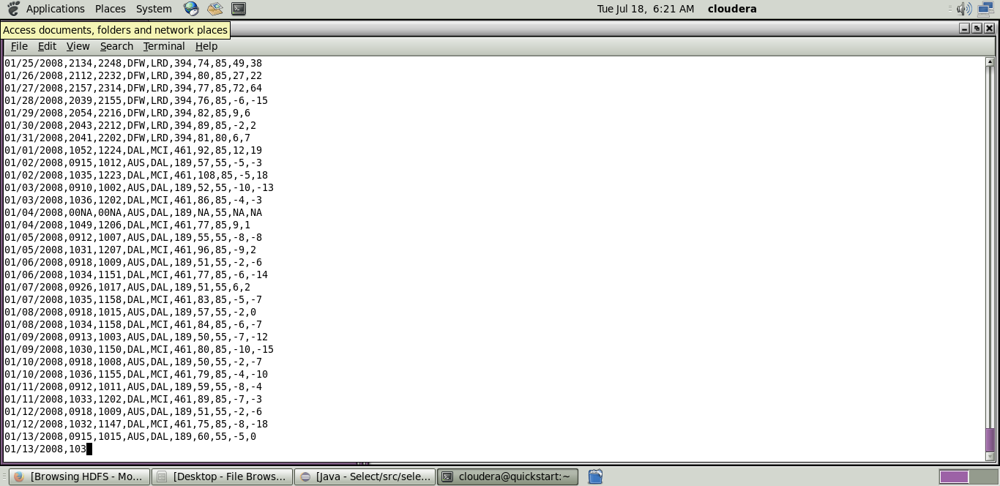 Applications Places System Tue Jul 18, 6:21 AM cloudera
Access documents, folders and network places
File Edit View Search Terminal Help
01/25/2008,2134,2248,DFW,LRD,394,74,85,49,38
01/26/2008,2112,2232,DFW,LRD,394,80,85,27,22
01/27/2008,2157,2314,DFW,LRD,394,77,85,72,64
01/28/2008,2039,2155,DFW,LRD,394,76,85,-6,-15
01/29/2008,2054,2216,DFW,LRD,394,82,85,9,6
01/30/2008,2043,2212,DFW,LRD,394,89,85,-2,2
01/31/2008,2041,2202,DFW,LRD,394,81,80,6,7
01/01/2008,1052,1224,DAL,MCI,461,92,85,12,19
01/02/2008,0915,1012,AUS,DAL,189,57,55,-5,-3
01/02/2008,1035,1223,DAL,MCI,461,108,85,-5,18
01/03/2008,0910,1002,AUS,DAL,189,52,55,-10,-13
01/03/2008,1036,1202,DAL,MCI,461,86,85,-4,-3
01/04/2008,00NA,00NA,AUS,DAL,189,NA,55,NA,NA
01/04/2008,1049,1206,DAL,MCI,461,77,85,9,1
01/05/2008,0912,1007,AUS,DAL,189,55,55,-8,-8
01/05/2008,1031,1207,DAL,MCI,461,96,85,-9,2
01/06/2008,0918,1009,AUS,DAL,189,51,55,-2,-6
01/06/2008,1034,1151,DAL,MCI,461,77,85,-6,-14
01/07/2008,0926,1017,AUS,DAL,189,51,55,6,2
01/07/2008,1035,1158,DAL,MCI,461,83,85,-5,-7
01/08/2008,0918,1015,AUS,DAL,189,57,55,-2,0
01/08/2008,1034,1158,DAL,MCI,461,84,85,-6,-7
01/09/2008,0913,1003,AUS,DAL,189,50,55,-7,-12
01/09/2008,1030,1150,DAL,MCI,461,80,85,-10,-15
01/10/2008,0918,1008,AUS,DAL,189,50,55,-2,-7
01/10/2008,1036,1155,DAL,MCI,461,79,85,-4,-10
01/11/2008,0912,1011,AUS,DAL,189,59,55,-8,-4
01/11/2008,1033,1202,DAL,MCI,461,89,85,-7,-3
01/12/2008,0918,1009,AUS,DAL,189,51,55,-2,-6
01/12/2008,1032,1147,DAL,MCI,461,75,85,-8,-18
01/13/2008,0915,1015,AUS,DAL,189,60,55,-5,0
01/13/2008,103
[Browsing HDFS - Mo... [Desktop - File Brows... [Java - Select/src/sele... cloudera@quickstart:~